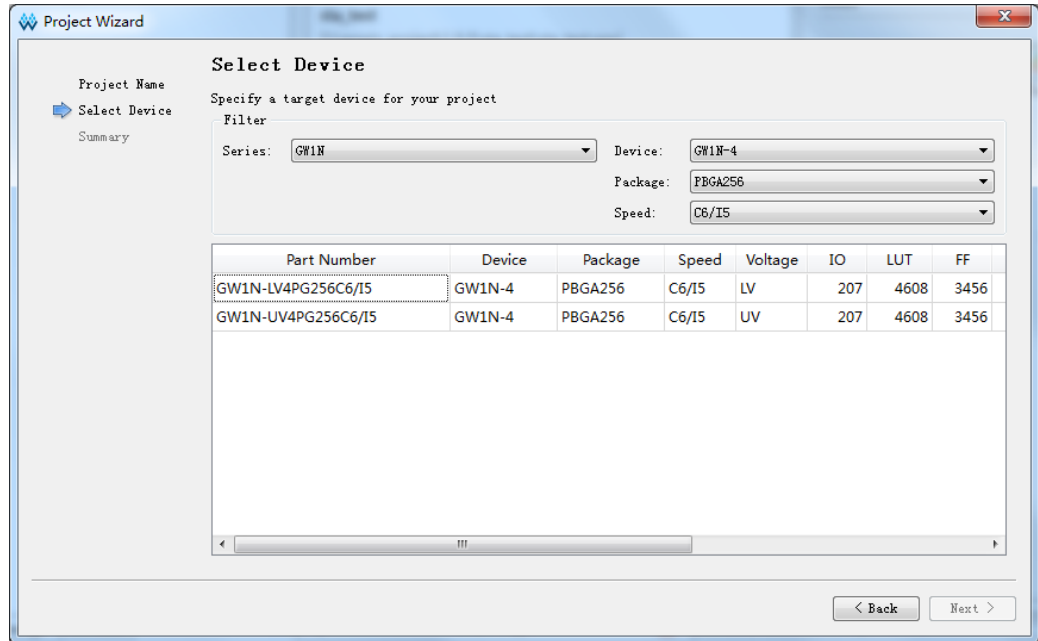 Project Wizard
Select Device
Project Name
Specify a target device for your project
Select Device
Filter
Summary
Series: GW1N Device: GW1N-4
Package: PBGA256
Speed: C6/I5
Part Number Device Package Speed Voltage IO LUT FF
GW1N-LV4PG256C6/I5 GW1N-4 PBGA256 C6/I5 LV 207 4608 3456
GW1N-UV4PG256C6/I5 GW1N-4 PBGA256 C6/I5 UV 207 4608 3456
< Back Next >